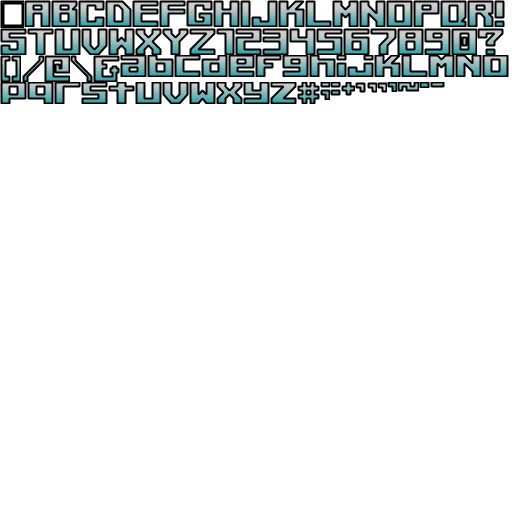 ABCDEFGHIJKLMNOPQR!
STUVWXYZ1234567890?
()/@\&abcdefghijklmno
pqrstuvwxyz#